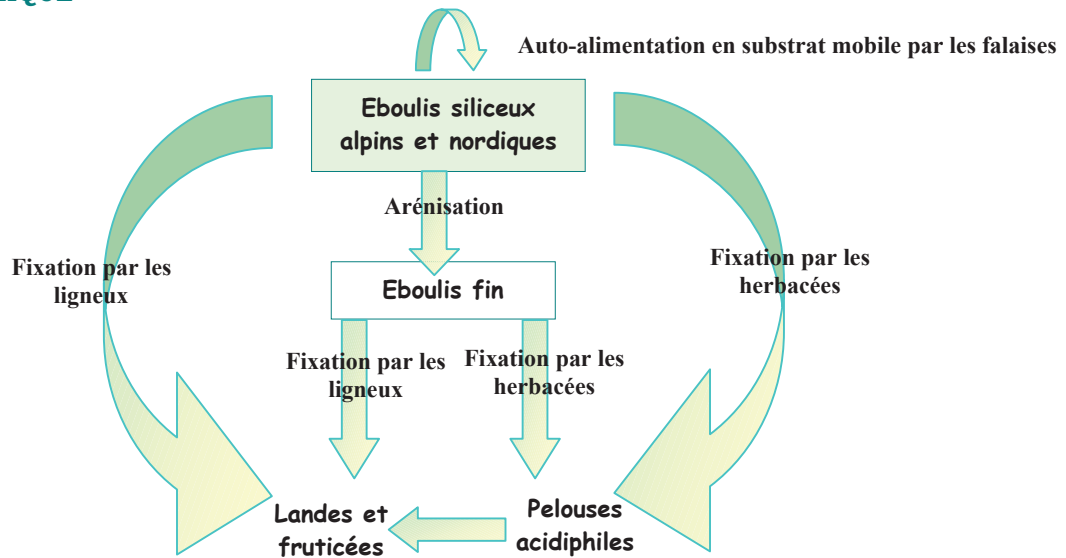 Auto-alimentation en substrat mobile par les falaises
Eboulis siliceux
alpins et nordiques
Arénisation
Fixation par les
ligneux
Fixation par les
herbacées
Eboulis fin
Fixation par les
ligneux
Fixation par les
herbacées
Landes et
fruticées
Pelouses
acidiphiles